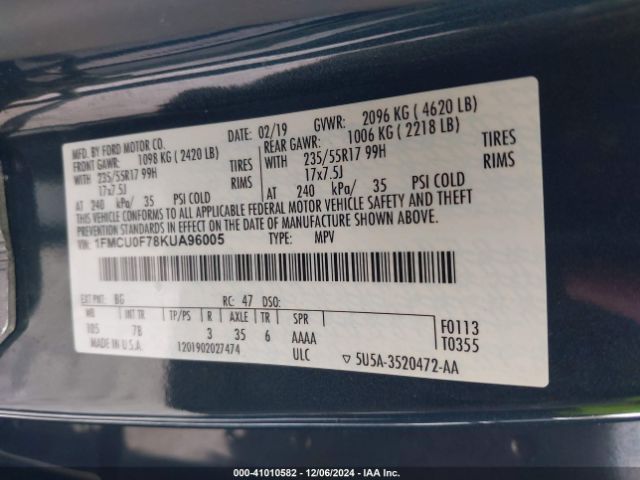 MFD. BY FORD MOTOR CO. DATE: 02/19 GVWR: 2096 KG ( 4620 LB)
FRONT GAWR: 1098 KG ( 2420 LB) REAR GAWR: 1006 KG ( 2218 LB)
WITH 235/55R17 99H TIRES WITH 235/55R17 99H TIRES
17x7.5J RIMS 17x7.5J RIMS
AT 240 kPa/ 35 PSI COLD AT 240 kPa/ 35 PSI COLD
THIS VEHICLE CONFORMS TO ALL APPLICABLE FEDERAL MOTOR VEHICLE SAFETY AND THEFT
PREVENTION STANDARDS IN EFFECT ON THE DATE OF MANUFACTURE SHOWN ABOVE.
VIN: 1FMCU0F78KUA96005 TYPE: MPV
EXT PNT: BG RC: 47 DSO:
WB INT TR TP/PS R AXLE TR SPR
105 7B 3 35 6 AAAA F0113
MADE IN U.S.A. 1201902027474 ULC T0355
5U5A-3520472-AA
000-41010582 - 12/06/2024 - IAA Inc.